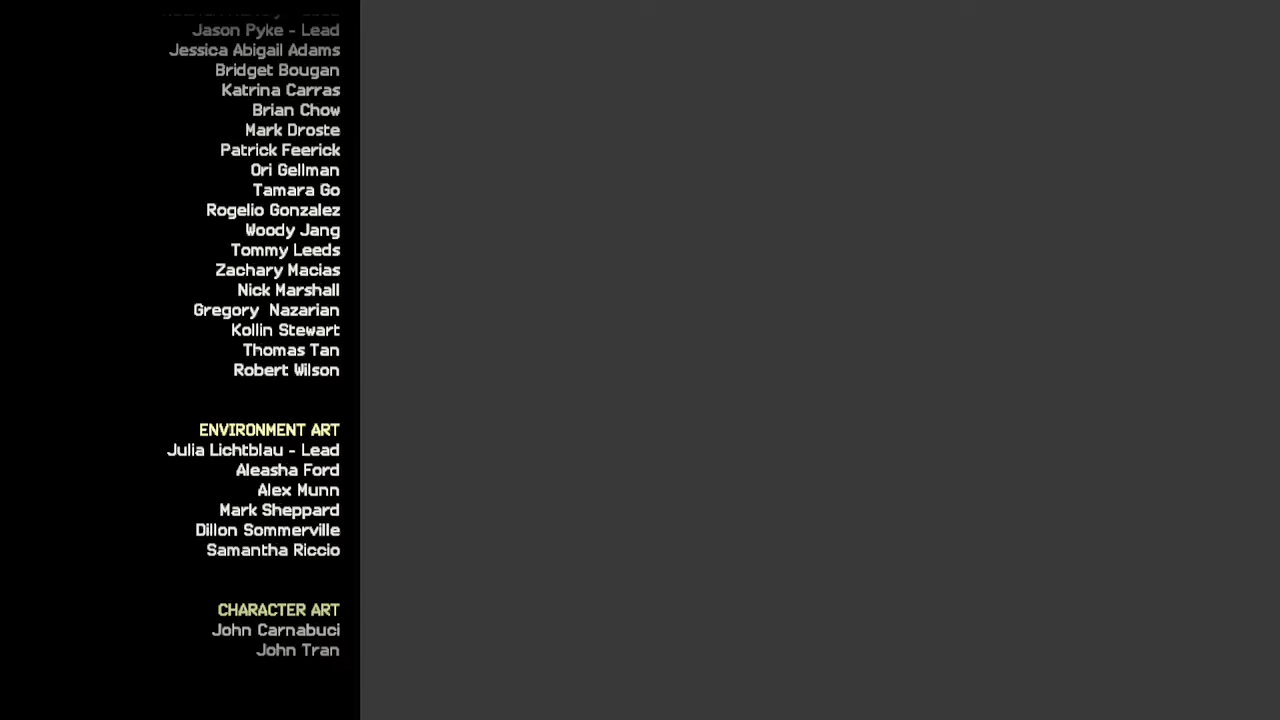 Jason Pyke - Lead
Jessica Abigail Adams
Bridget Bougan
Katrina Carras
Brian Chow
Mark Droste
Patrick Feerick
Ori Gellman
Tamara Go
Rogelio Gonzalez
Woody Jang
Tommy Leeds
Zachary Macias
Nick Marshall
Gregory  Nazarian
Kollin Stewart
Thomas Tan
Robert Wilson
ENVIRONMENT ART
Julia Lichtblau - Lead
Aleasha Ford
Alex Munn
Mark Sheppard
Dillon Sommerville
Samantha Riccio
CHARACTER ART
John Carnabuci
John Tran